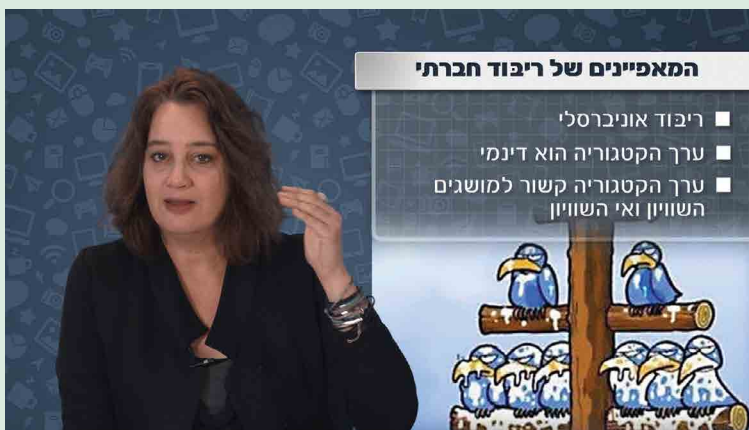 המאפיינים של ריבוד חברתי
ריבוד אוניברסלי
ערך הקטגוריה הוא דינמי
ערך הקטגוריה קשור למושגים
השוויון ואי השוויון